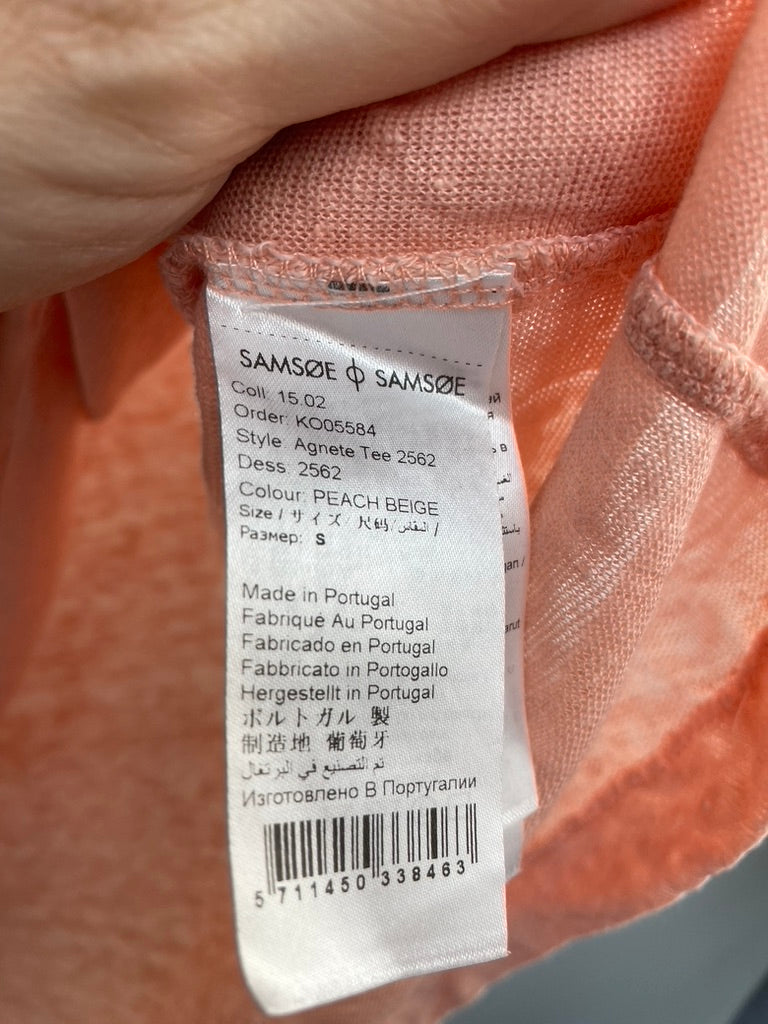 SAMSØE ϕ SAMSØE
Coll: 15.02
Order: KO05584
Style Agnete Tee 2562
Dess: 2562
Colour: PEACH BEIGE
Size / サイズ 尺码/المقاس /
Размер: S
Made in Portugal
Fabriqué Au Portugal
Fabricado en Portugal
Fabbricato in Portogallo
Hergestellt in Portugal
ポルトガル 製
制造地 葡萄牙
تم التصنيع في البرتغال
Изготовлено В Португалии
5 711450 338463